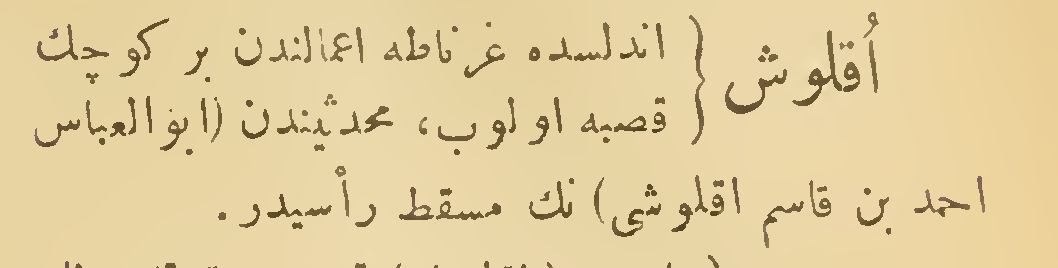 اُقلوش { اندلسده غرناطه اعمالندن بر كوچك
قصبه اولوب، محدثيندن (ابو العباس
احمد بن قاسم اقلوشى) نك مسقط رأسيدر.